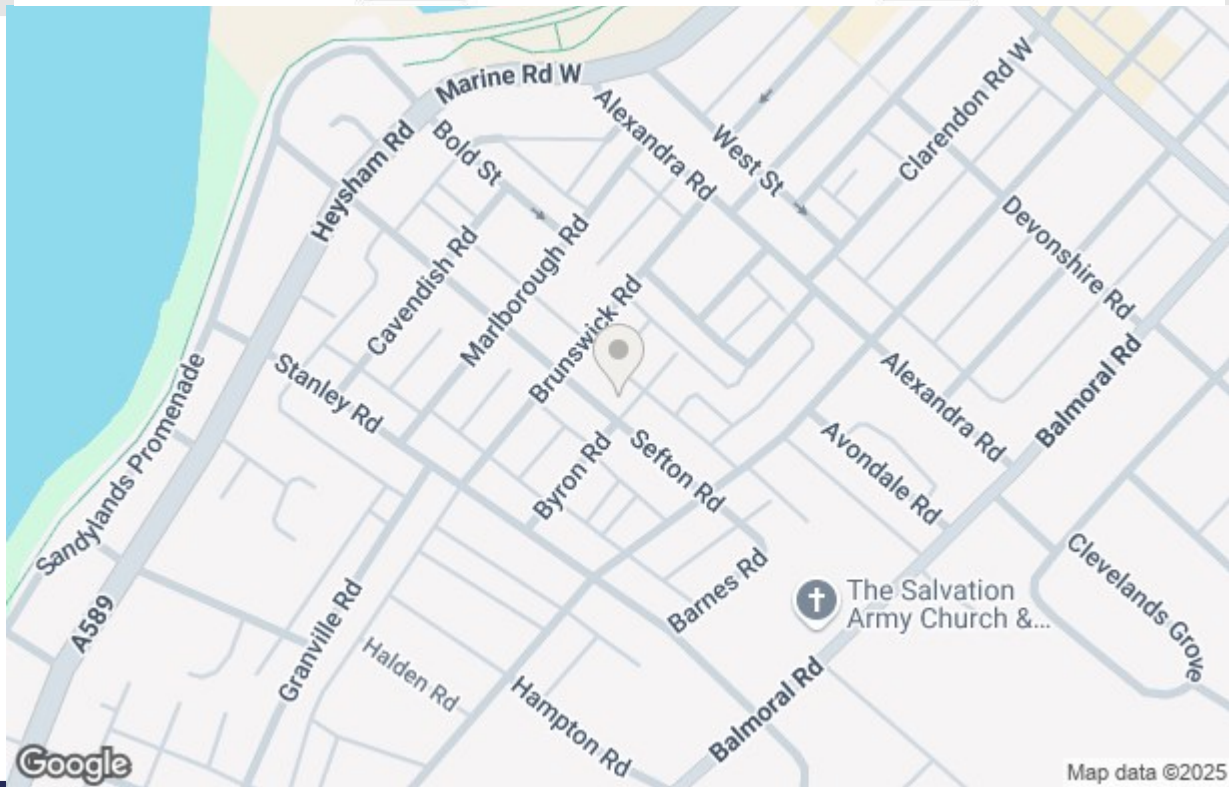 Marine Rd W
Clarendon Rd W
Alexandra Rd
West St
Bold St
Heysham Rd
Devonshire Rd
Cavendish Rd
Marlborough Rd
Brunswick Rd
Stanley Rd
Sandylands Promenade
Alexandra Rd
Balmoral Rd
Avondale Rd
Sefton Rd
Byron Rd
Barnes Rd
Clevelands Grove
The Salvation
Army Church &...
A589
Granville Rd
Halden Rd
Hampton Rd
Balmoral Rd
Google
Map data ©2025